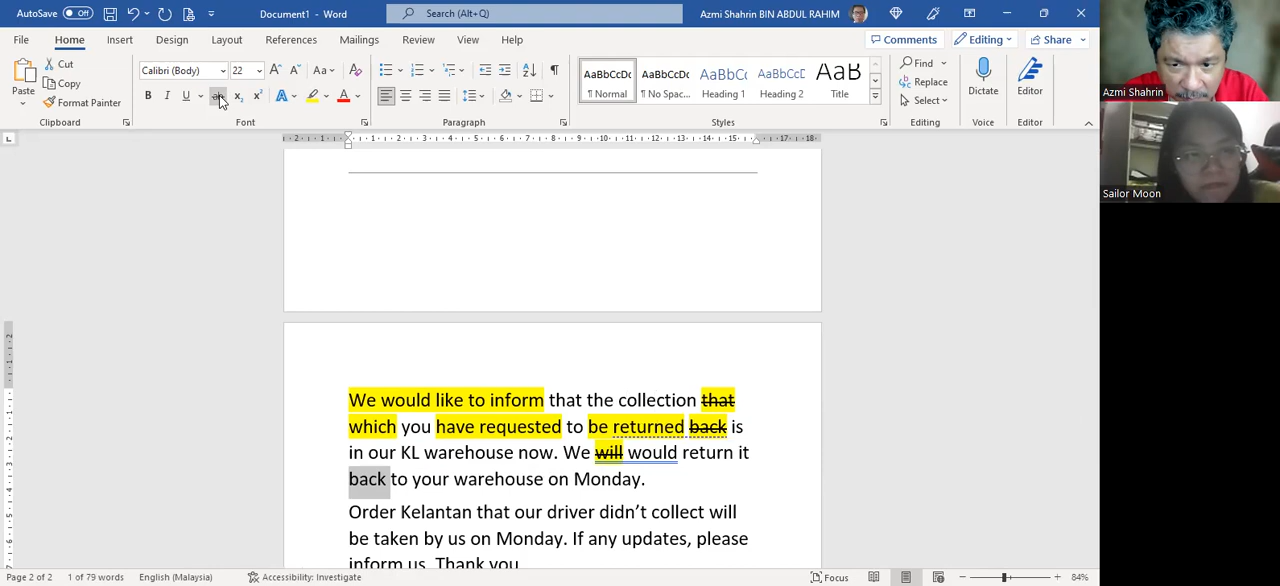 AutoSave Off Document1 - Word Search (Alt+Q) Azmi Shahrin BIN ABDUL RAHIM
File Home Insert Draw Design Layout References Mailings Review View Help Comments Editing Share
Paste Cut Copy Format Painter
Calibri (Body) 22
AaBbCcDc AaBbCcDc AaBbCc AaBbCcD AaB
¶ Normal ¶ No Spac... Heading 1 Heading 2 Title
Find Replace Select
Dictate Editor
Clipboard Font Paragraph Styles Editing Voice Editor
Azmi Shahrin
Sailor Moon
We would like to inform that the collection that
which you have requested to be returned back is
in our KL warehouse now. We will would return it
back to your warehouse on Monday.
Order Kelantan that our driver didn't collect will
be taken by us on Monday. If any updates, please
inform us. Thank you
Page 2 of 2 1 of 79 words English (Malaysia) Accessibility: Investigate Focus 84%